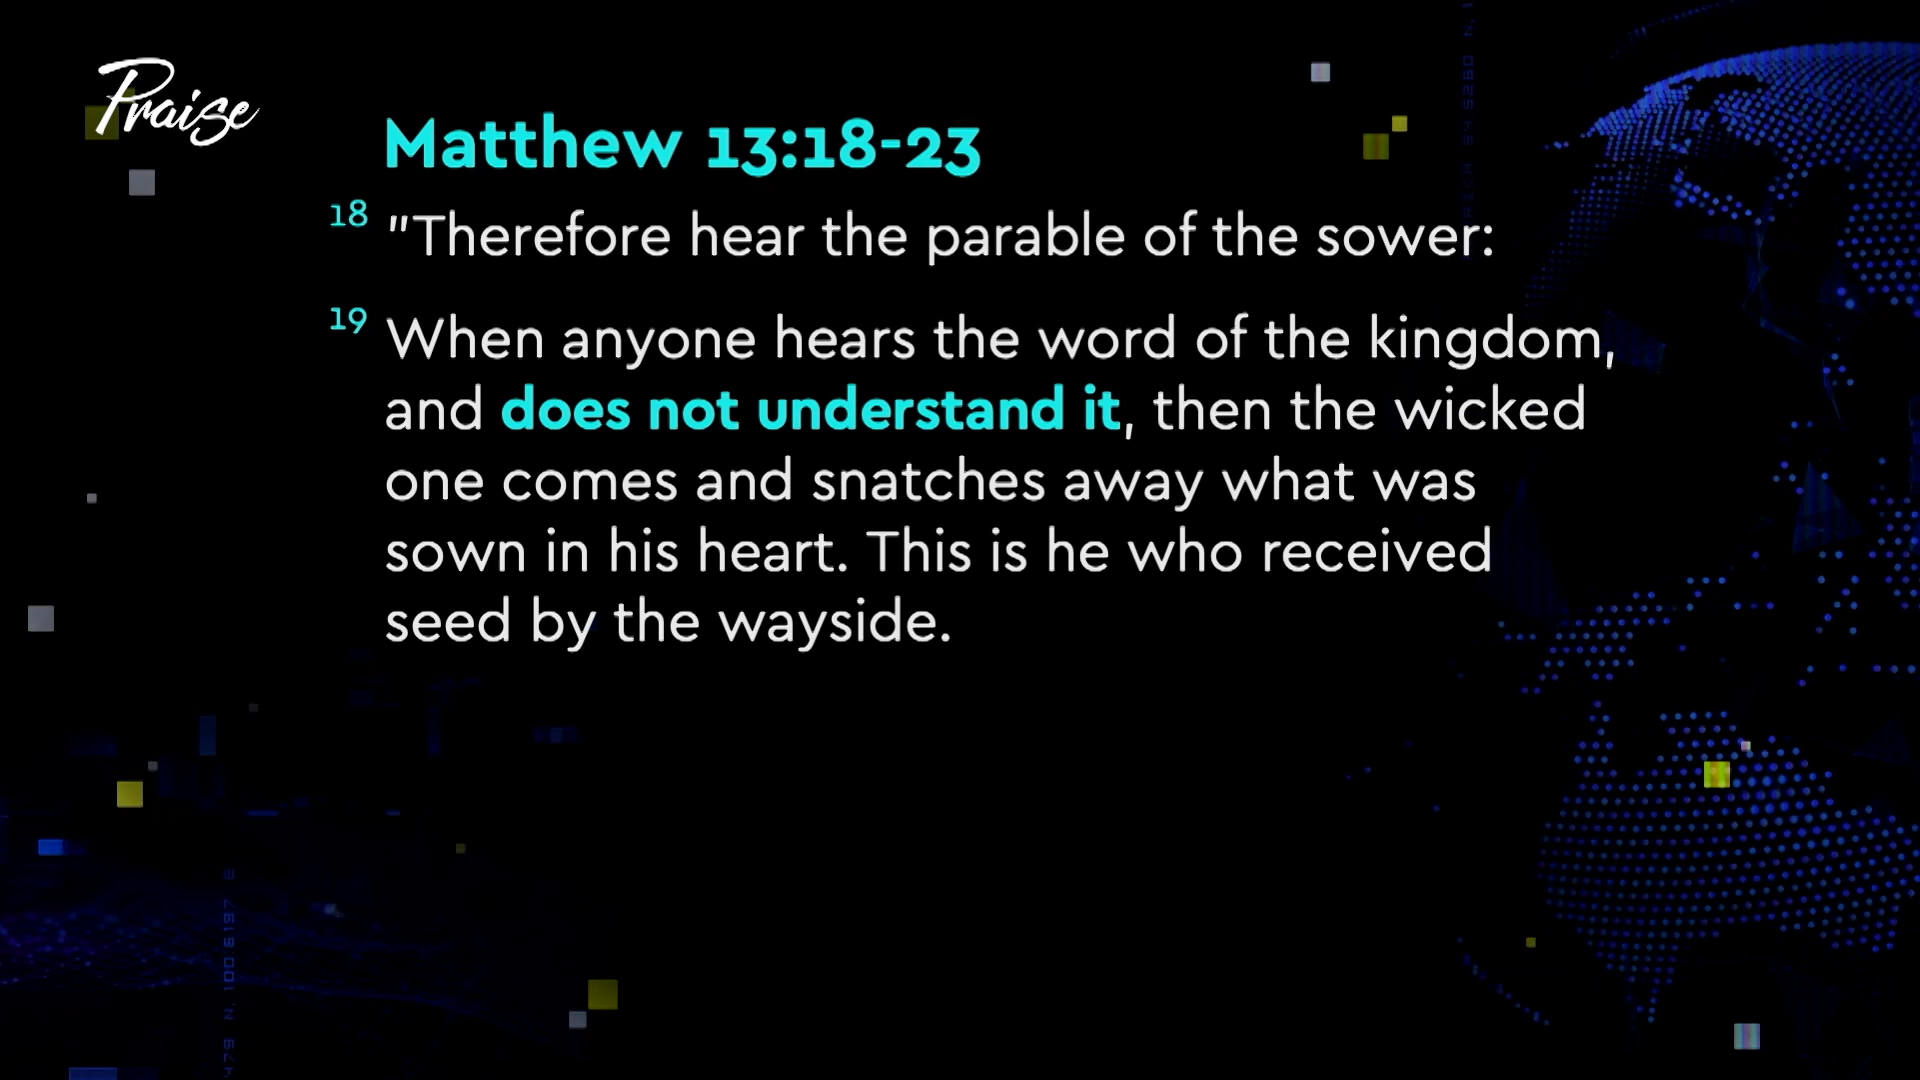 Praise
Matthew 13:18-23
18 "Therefore hear the parable of the sower:
19 When anyone hears the word of the kingdom,
and does not understand it, then the wicked
one comes and snatches away what was
sown in his heart. This is he who received
seed by the wayside.